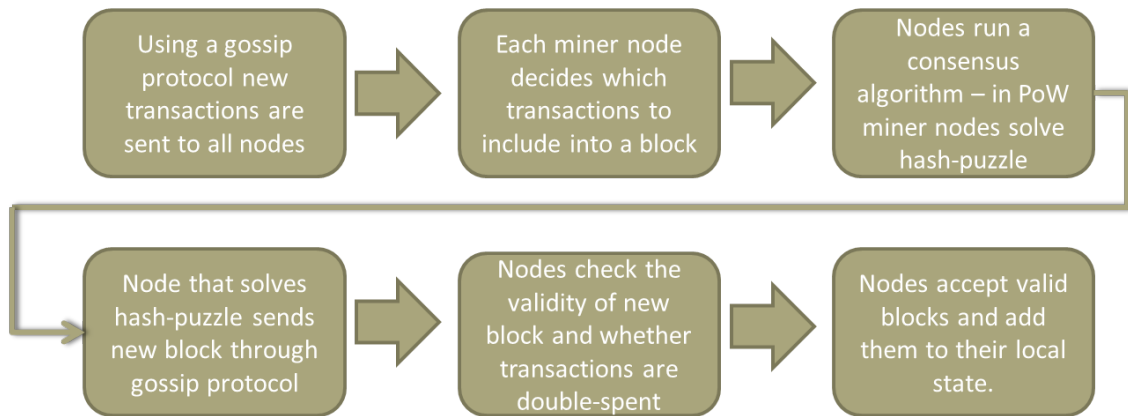 Using a gossip
protocol new
transactions are
sent to all nodes
Each miner node
decides which
transactions to
include into a block
Nodes run a
consensus
algorithm – in PoW
miner nodes solve
hash-puzzle
Node that solves
hash-puzzle sends
new block through
gossip protocol
Nodes check the
validity of new
block and whether
transactions are
double-spent
Nodes accept valid
blocks and add
them to their local
state.